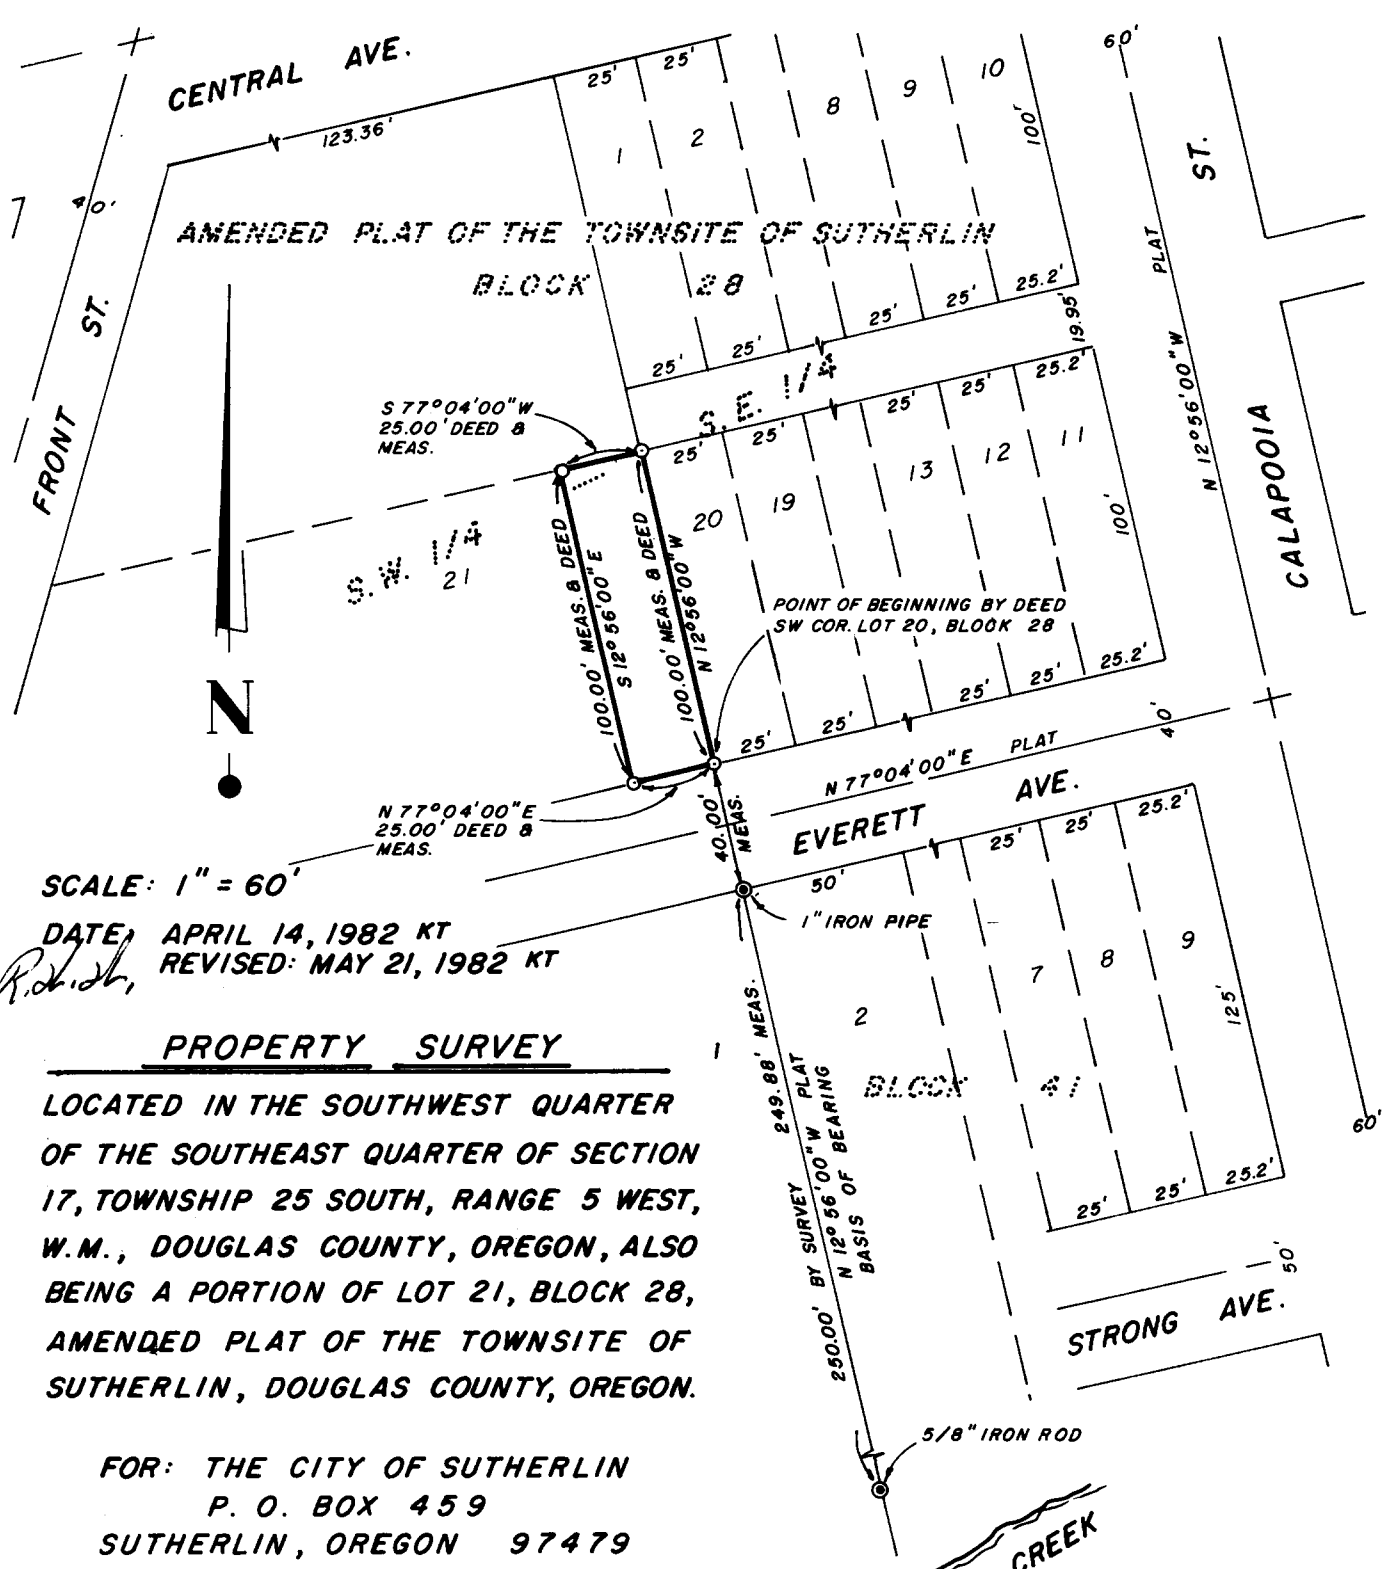 CENTRAL AVE.
123.36'
25'
25'
60'
1
2
8
9
10
100'
ST.
40'
AMENDED PLAT OF THE TOWNSITE OF SUTHERLIN
BLOCK 28
PLAT
FRONT ST.
25'
25'
25'
25'
25.2'
19.95'
N 12°56'00"W
CALAPOOIA
S 77°04'00"W
25.00' DEED &
MEAS.
S.E. 1/4
25'
25'
25'
25'
25.2'
20
19
13
12
11
100'
S.W. 1/4
21
100.00' MEAS. & DEED
S 12°56'00"E
100.00' MEAS. & DEED
N 12°56'00"W
POINT OF BEGINNING BY DEED
SW COR. LOT 20, BLOCK 28
N
25'
25'
25'
25'
25.2'
40'
N 77°04'00"E PLAT
N 77°04'00"E
25.00' DEED &
MEAS.
40.00'
MEAS.
EVERETT AVE.
50'
25'
25'
25.2'
1" IRON PIPE
SCALE: 1" = 60'
DATE: APRIL 14, 1982 KT
REVISED: MAY 21, 1982 KT
PROPERTY SURVEY
1
2
7
8
9
125'
BLOCK 41
60'
249.88' MEAS.
250.00' BY SURVEY PLAT
N 12°56'00"W
BASIS OF BEARING
25'
25'
25.2'
50'
STRONG AVE.
LOCATED IN THE SOUTHWEST QUARTER
OF THE SOUTHEAST QUARTER OF SECTION
17, TOWNSHIP 25 SOUTH, RANGE 5 WEST,
W.M., DOUGLAS COUNTY, OREGON, ALSO
BEING A PORTION OF LOT 21, BLOCK 28,
AMENDED PLAT OF THE TOWNSITE OF
SUTHERLIN, DOUGLAS COUNTY, OREGON.
5/8" IRON ROD
CREEK
FOR: THE CITY OF SUTHERLIN
P. O. BOX 459
SUTHERLIN, OREGON 97479